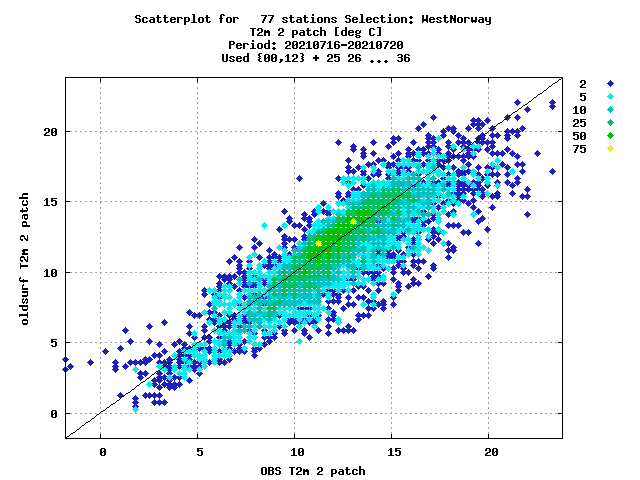 Scatterplot for   77 stations Selection: WestNorway
T2m 2 patch [deg C]
Period: 20210716-20210720
Used {00,12} + 25 26 ... 36
2
5
10
25
50
75
20
15
10
5
0
oldsurf T2m 2 patch
0 5 10 15 20
OBS T2m 2 patch